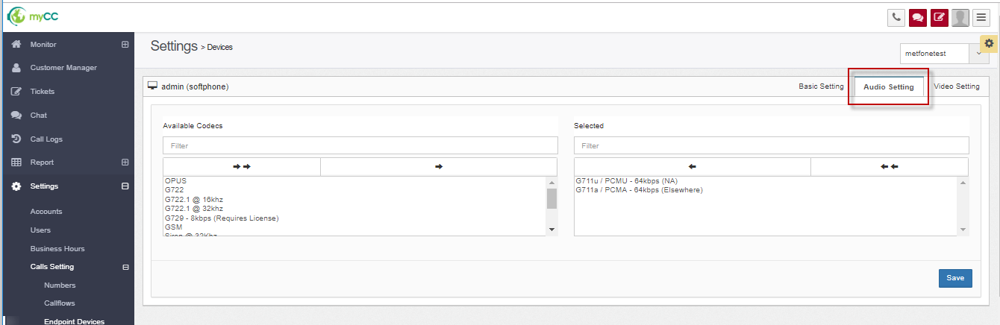 myCC
Monitor
Customer Manager
Tickets
Chat
Call Logs
Report
Settings
Accounts
Users
Business Hours
Calls Setting
Numbers
Callflows
Endpoint Devices
Settings > Devices
metfonetest
admin (softphone)
Basic Setting
Audio Setting
Video Setting
Available Codecs
Filter
OPUS
G722
G722.1 @ 16khz
G722.1 @ 32khz
G729 - 8kbps (Requires License)
GSM
Siren @ 32Khz
Selected
Filter
G711u / PCMU - 64kbps (NA)
G711a / PCMA - 64kbps (Elsewhere)
Save